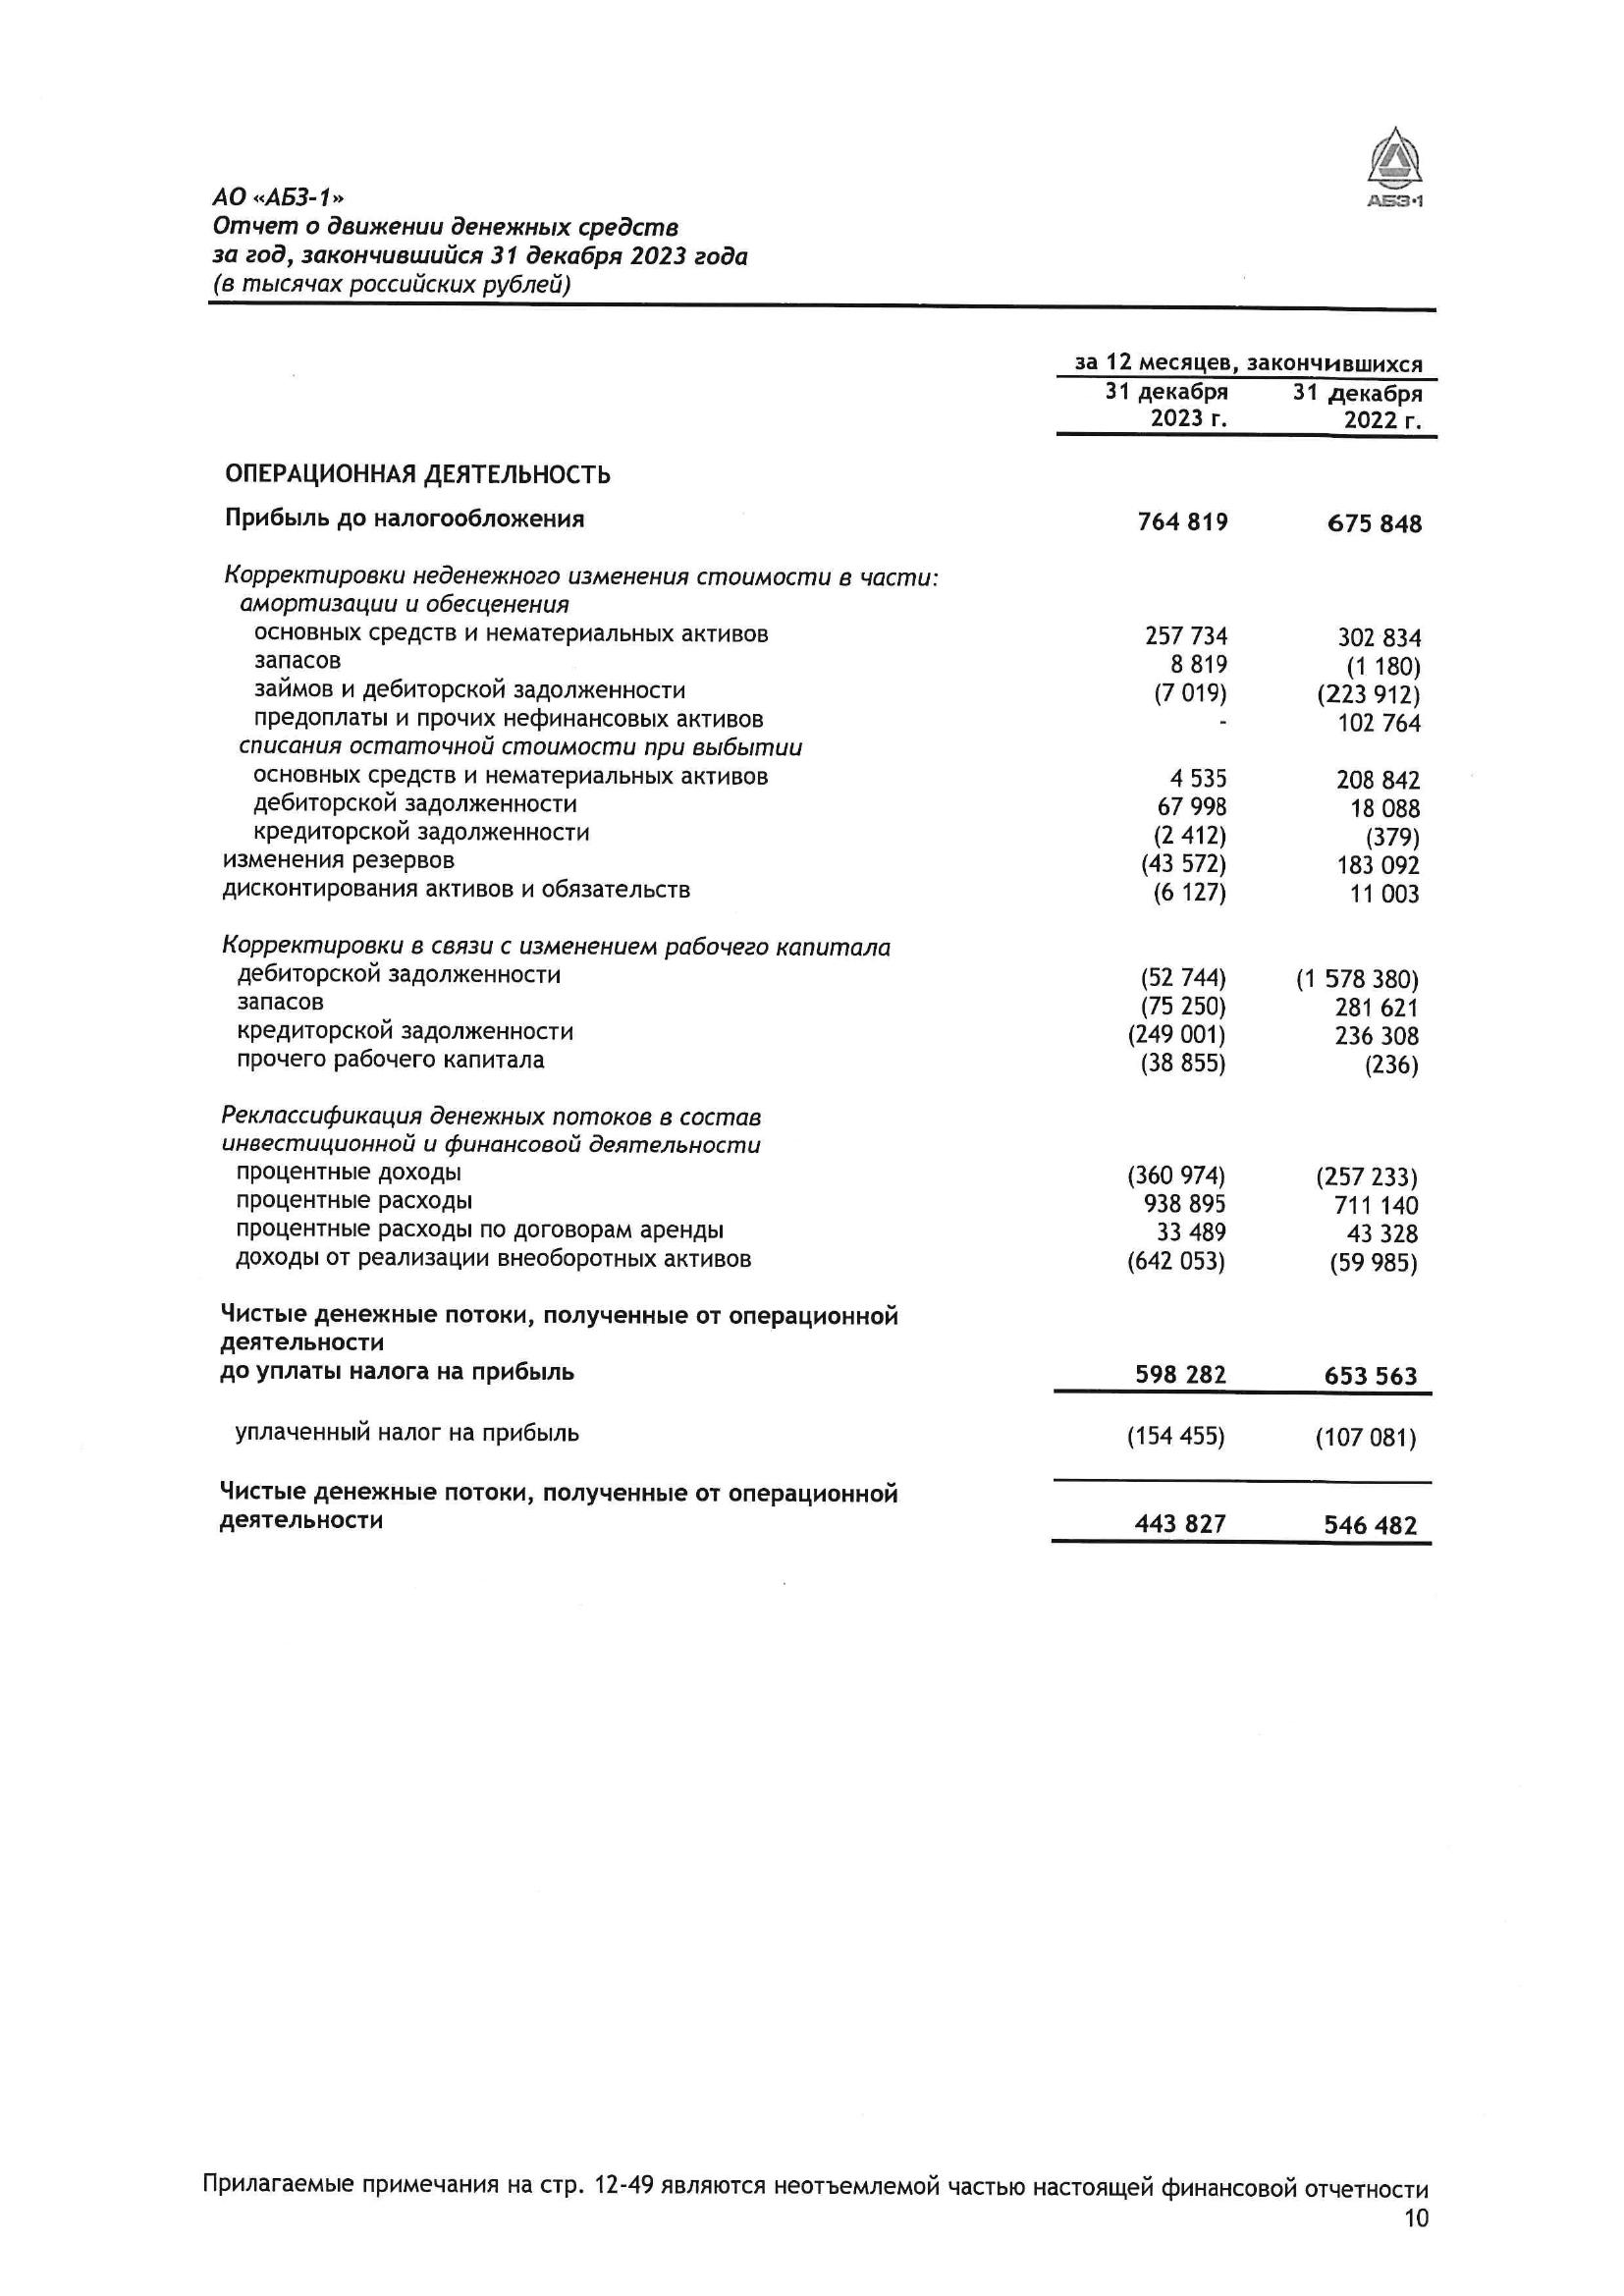 АБЗ-1
АО «АБЗ-1»
Отчет о движении денежных средств
за год, закончившийся 31 декабря 2023 года
(в тысячах российских рублей)
за 12 месяцев, закончившихся
31 декабря 2023 г. 31 декабря 2022 г.
ОПЕРАЦИОННАЯ ДЕЯТЕЛЬНОСТЬ
Прибыль до налогообложения 764 819 675 848
Корректировки неденежного изменения стоимости в части:
амортизации и обесценения
основных средств и нематериальных активов 257 734 302 834
запасов 8 819 (1 180)
займов и дебиторской задолженности (7 019) (223 912)
предоплаты и прочих нефинансовых активов - 102 764
списания остаточной стоимости при выбытии
основных средств и нематериальных активов 4 535 208 842
дебиторской задолженности 67 998 18 088
кредиторской задолженности (2 412) (379)
изменения резервов (43 572) 183 092
дисконтирования активов и обязательств (6 127) 11 003
Корректировки в связи с изменением рабочего капитала
дебиторской задолженности (52 744) (1 578 380)
запасов (75 250) 281 621
кредиторской задолженности (249 001) 236 308
прочего рабочего капитала (38 855) (236)
Реклассификация денежных потоков в состав
инвестиционной и финансовой деятельности
процентные доходы (360 974) (257 233)
процентные расходы 938 895 711 140
процентные расходы по договорам аренды 33 489 43 328
доходы от реализации внеоборотных активов (642 053) (59 985)
Чистые денежные потоки, полученные от операционной
деятельности
до уплаты налога на прибыль 598 282 653 563
уплаченный налог на прибыль (154 455) (107 081)
Чистые денежные потоки, полученные от операционной
деятельности 443 827 546 482
Прилагаемые примечания на стр. 12-49 являются неотъемлемой частью настоящей финансовой отчетности
10